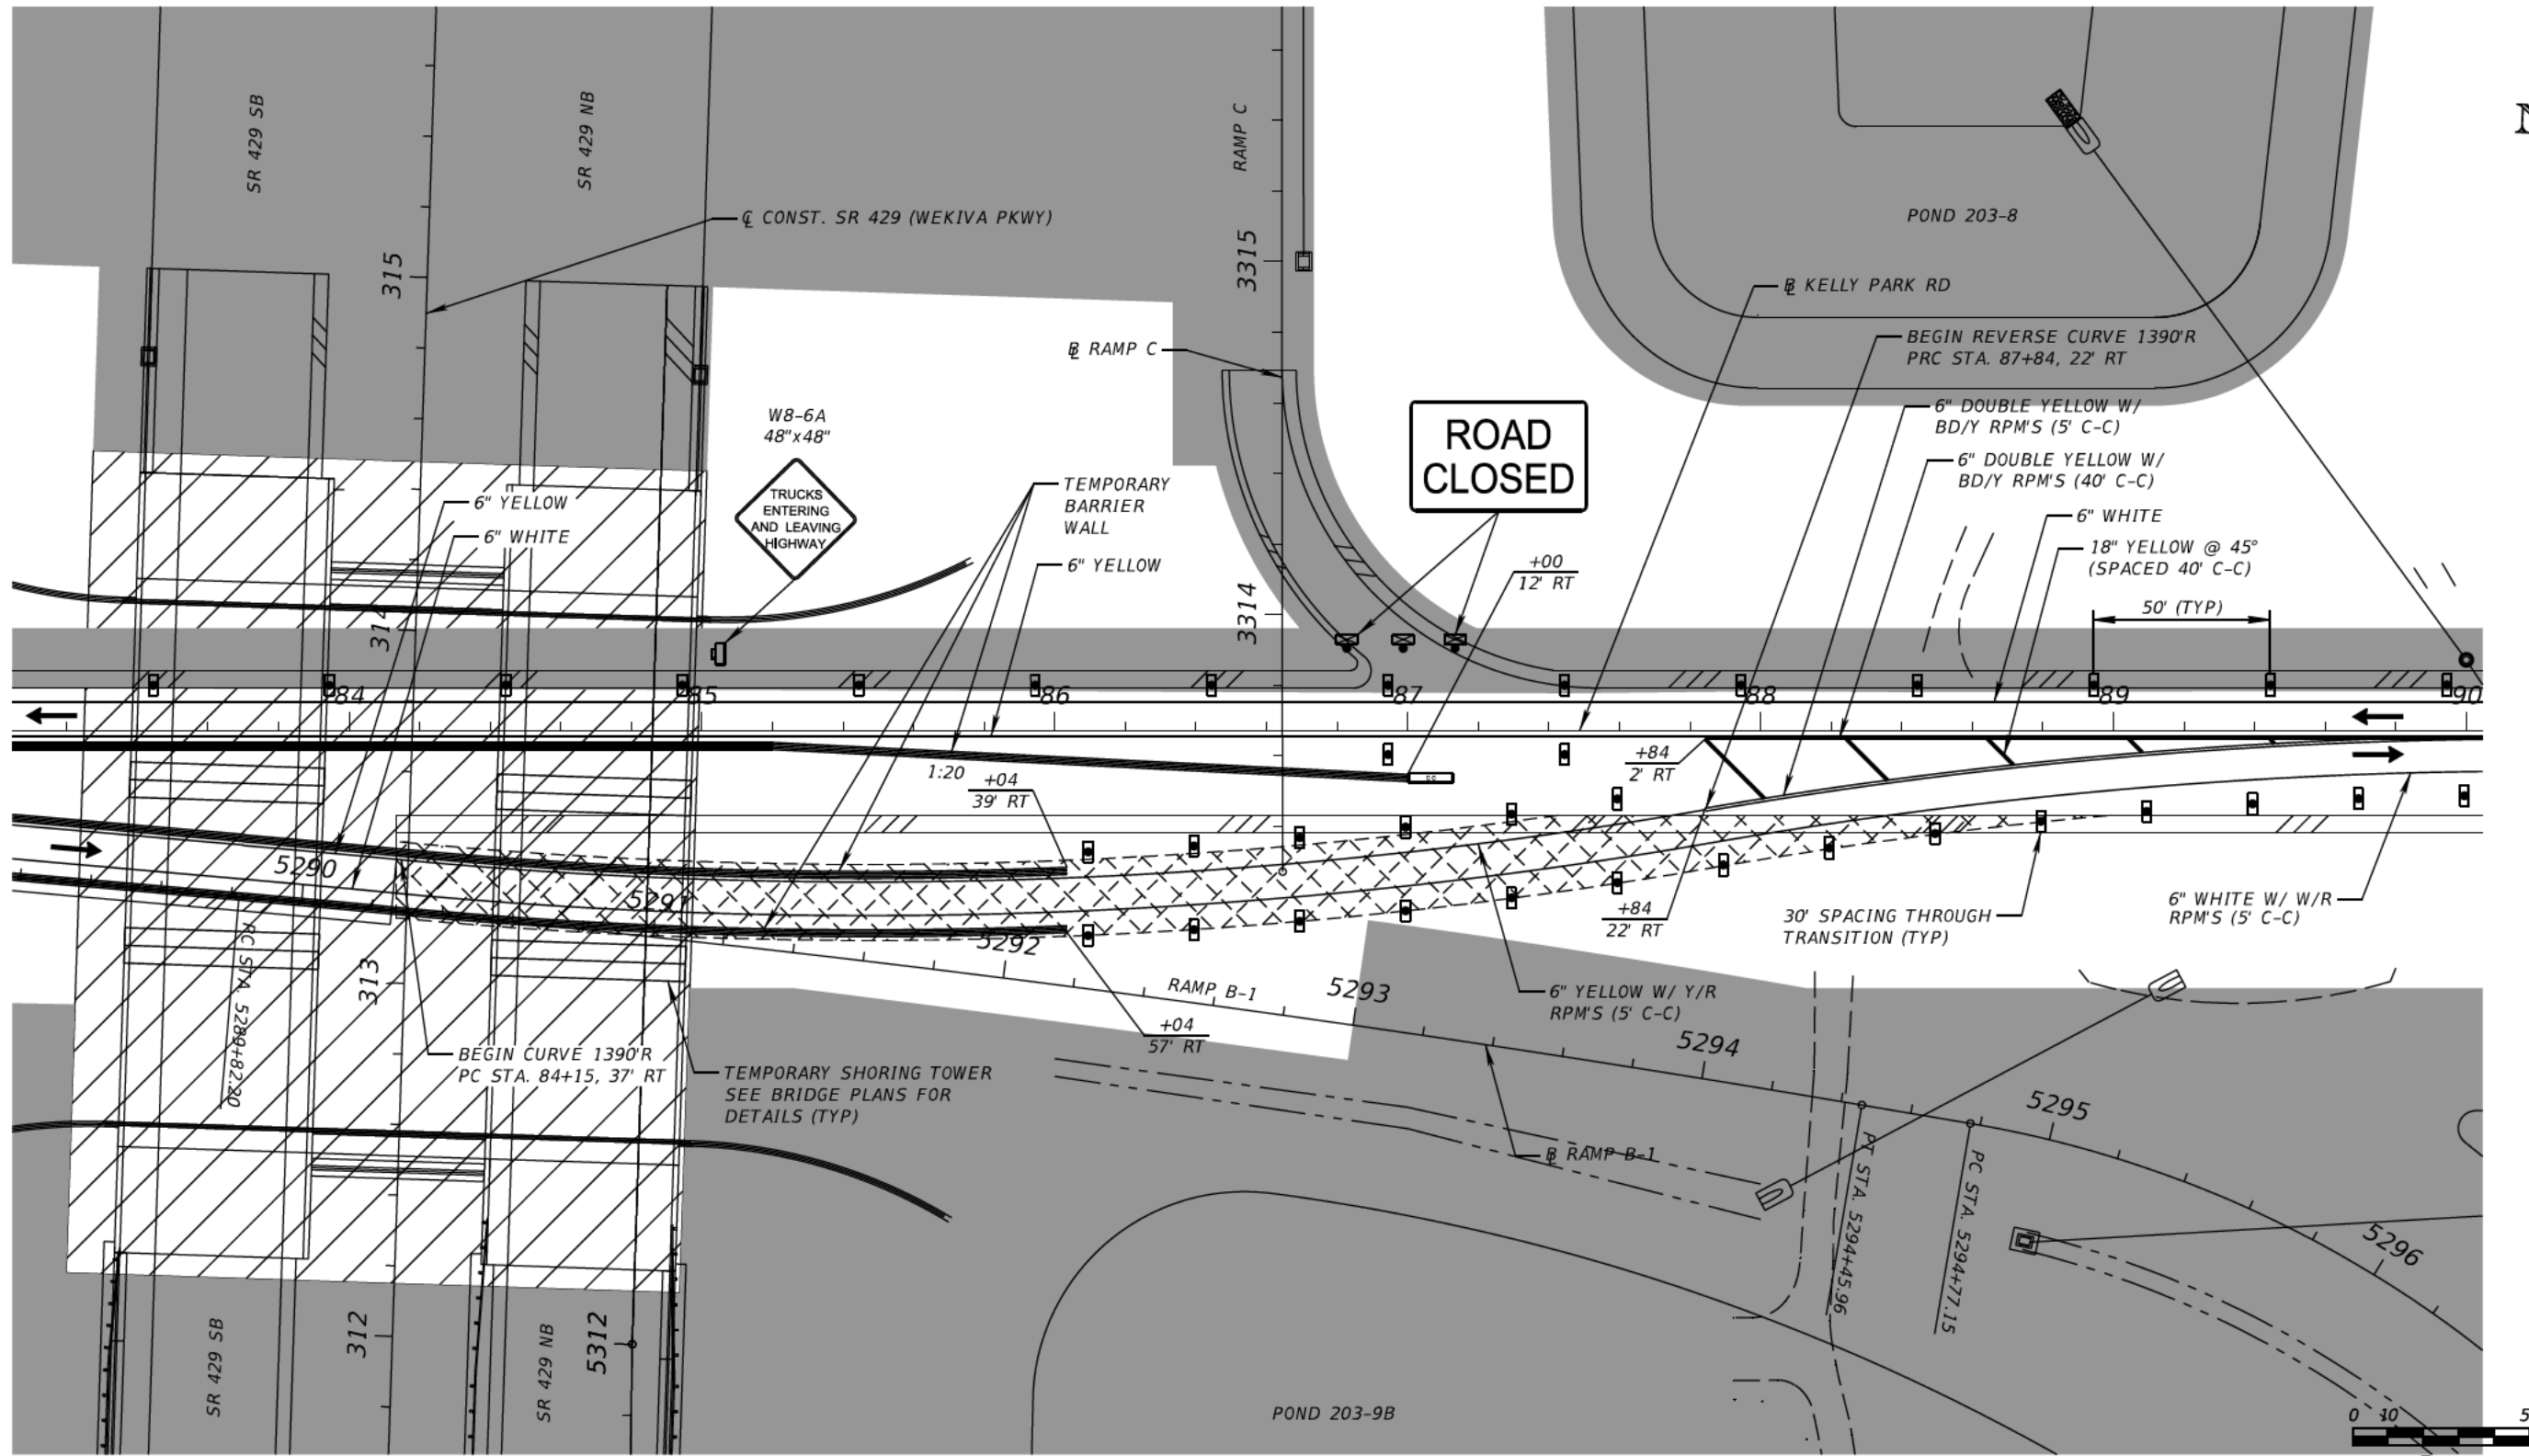 SR 429 SB
SR 429 NB
RAMP C
N
℄ CONST. SR 429 (WEKIVA PKWY)
315
3315
POND 203-8
B̲L KELLY PARK RD
BEGIN REVERSE CURVE 1390'R
PRC STA. 87+84, 22' RT
B̲L RAMP C
W8-6A
48"x48"
TRUCKS
ENTERING
AND LEAVING
HIGHWAY
ROAD
CLOSED
6" DOUBLE YELLOW W/
BD/Y RPM'S (5' C-C)
6" DOUBLE YELLOW W/
BD/Y RPM'S (40' C-C)
6" YELLOW
6" WHITE
TEMPORARY
BARRIER
WALL
6" YELLOW
+00
12' RT
6" WHITE
18" YELLOW @ 45°
(SPACED 40' C-C)
50' (TYP)
314
3314
84
85
86
87
88
89
90
1:20
+04
39' RT
+84
2' RT
5290
5291
5292
5293
5294
5295
5296
RAMP B-1
+84
22' RT
30' SPACING THROUGH
TRANSITION (TYP)
6" WHITE W/ W/R
RPM'S (5' C-C)
6" YELLOW W/ Y/R
RPM'S (5' C-C)
+04
57' RT
313
PC STA. 5289+82.20
BEGIN CURVE 1390'R
PC STA. 84+15, 37' RT
TEMPORARY SHORING TOWER
SEE BRIDGE PLANS FOR
DETAILS (TYP)
B̲L RAMP B-1
PT STA. 5294+45.96
PC STA. 5294+77.15
312
5312
SR 429 SB
SR 429 NB
POND 203-9B
0 10 5